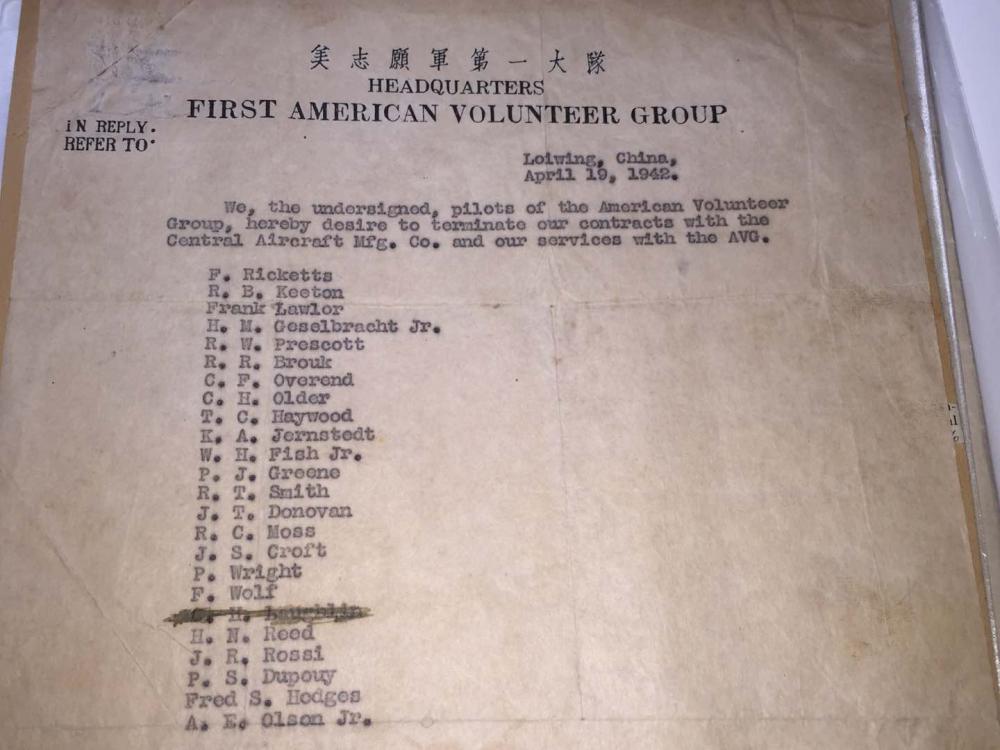 美志願軍第一大隊
HEADQUARTERS
FIRST AMERICAN VOLUNTEER GROUP
iN REPLY.
REFER TO·
Loiwing, China,
April 19, 1942.
We, the undersigned, pilots of the American Volunteer
Group, hereby desire to terminate our contracts with the
Central Aircraft Mfg. Co. and our services with the AVG.
F. Ricketts
R. B. Keeton
Frank Lawlor
H. M. Geselbracht Jr.
R. W. Prescott
R. R. Brouk
C. F. Overend
C. H. Older
T. C. Haywood
K. A. Jernstedt
W. H. Fish Jr.
P. J. Greene
R. T. Smith
J. T. Donovan
R. C. Moss
J. S. Croft
P. Wright
F. Wolf
H. Laughlin
H. N. Reed
J. R. Rossi
P. S. Dupouy
Fred S. Hodges
A. E. Olson Jr.